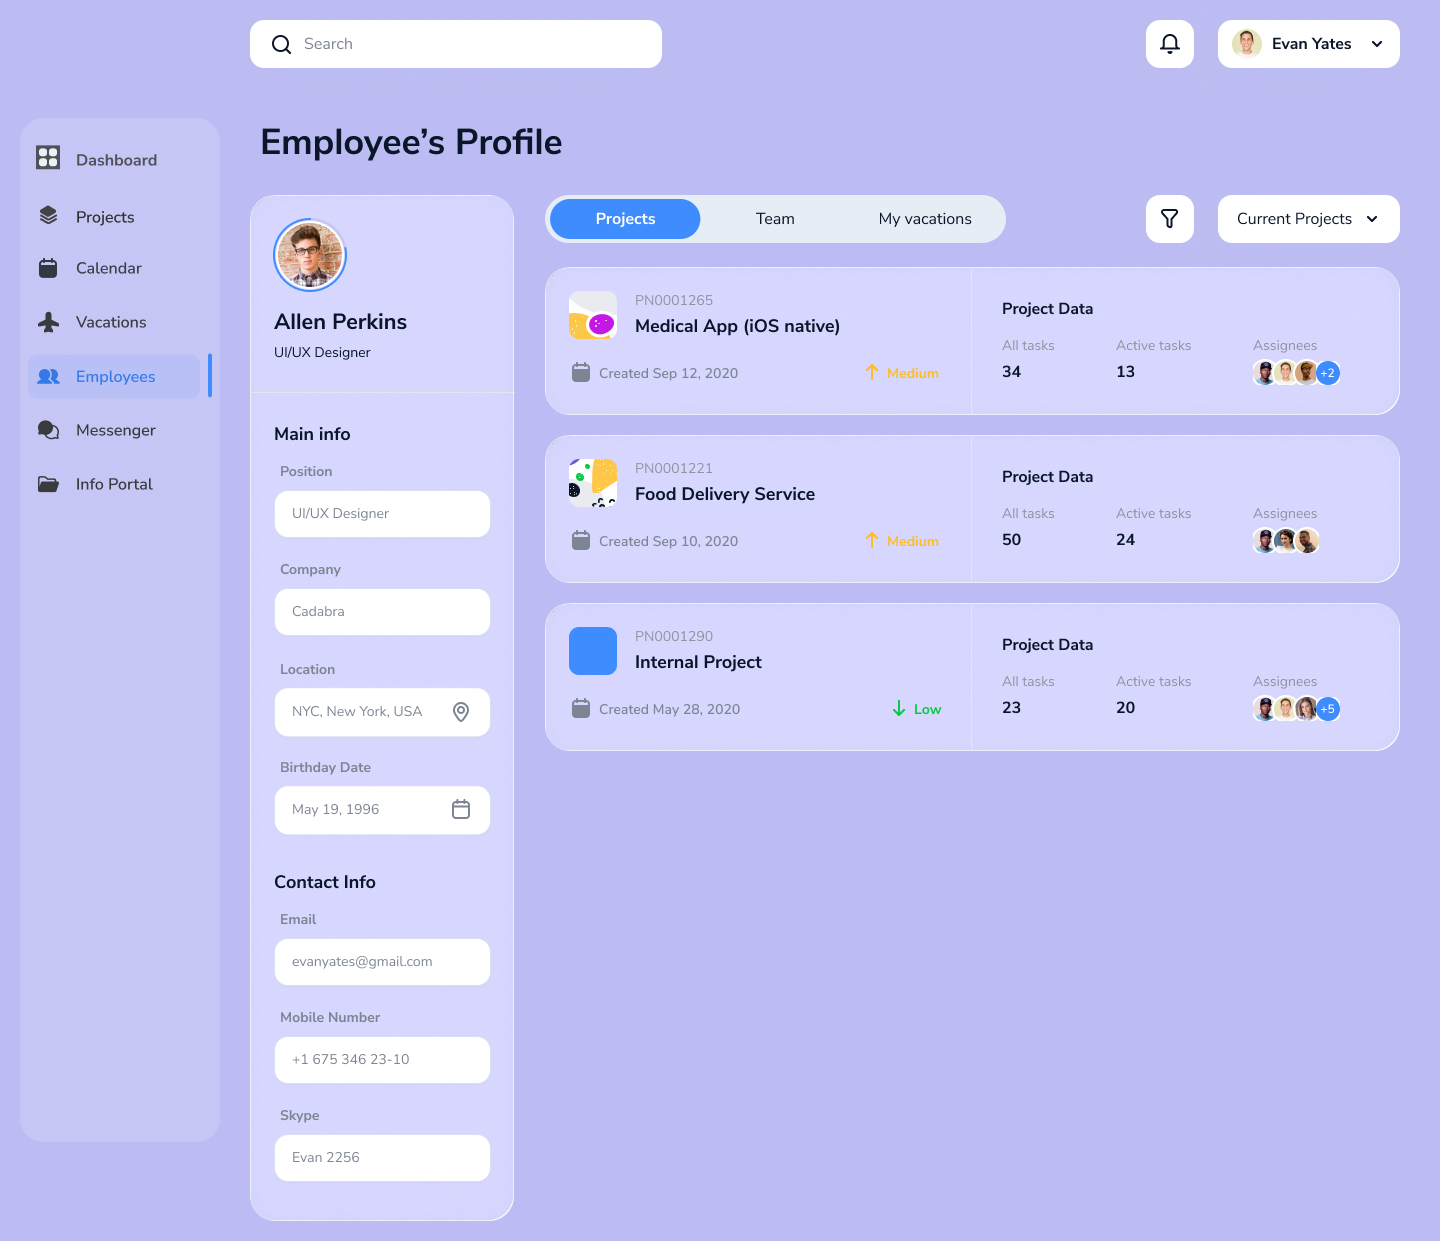 Search
Evan Yates
Dashboard
Projects
Calendar
Vacations
Employees
Messenger
Info Portal
Employee’s Profile
Allen Perkins
UI/UX Designer
Main info
Position
UI/UX Designer
Company
Cadabra
Location
NYC, New York, USA
Birthday Date
May 19, 1996
Contact Info
Email
evanyates@gmail.com
Mobile Number
+1 675 346 23-10
Skype
Evan 2256
Projects
Team
My vacations
Current Projects
PN0001265
Medical App (iOS native)
Created Sep 12, 2020
Medium
Project Data
All tasks
Active tasks
Assignees
34
13
+2
PN0001221
Food Delivery Service
Created Sep 10, 2020
Medium
Project Data
All tasks
Active tasks
Assignees
50
24
PN0001290
Internal Project
Created May 28, 2020
Low
Project Data
All tasks
Active tasks
Assignees
23
20
+5